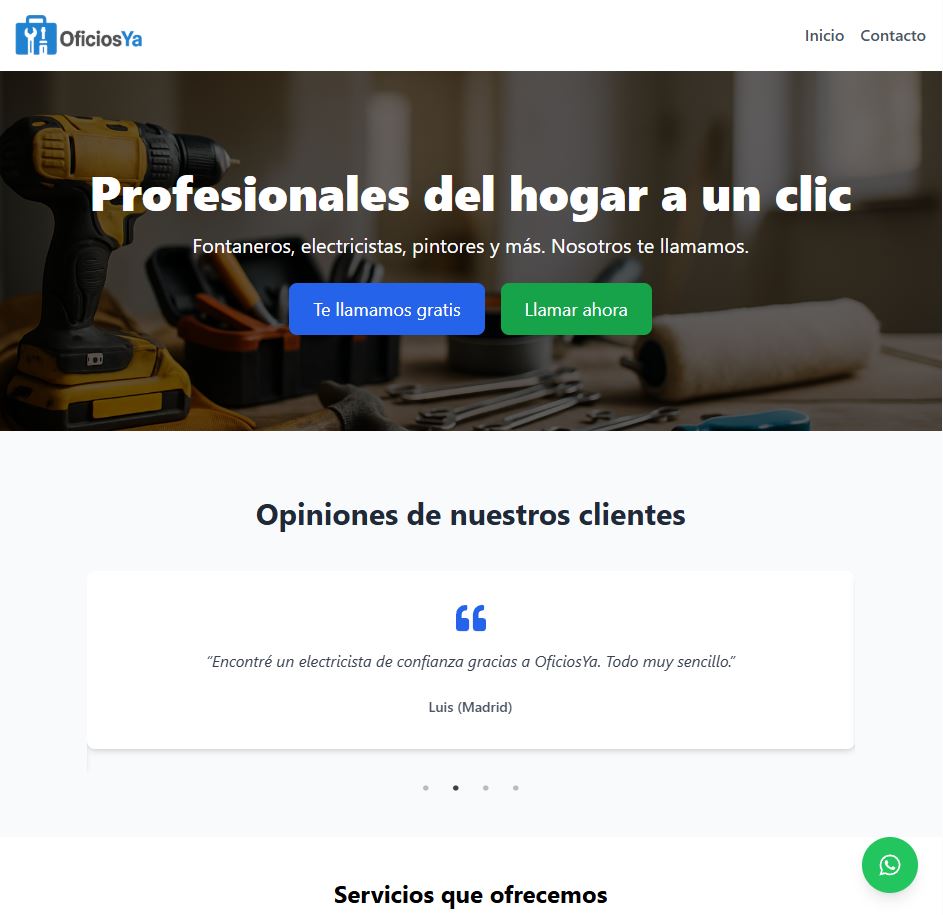 OficiosYa
Inicio Contacto
Profesionales del hogar a un clic
Fontaneros, electricistas, pintores y más. Nosotros te llamamos.
Te llamamos gratis Llamar ahora
Opiniones de nuestros clientes
“Encontré un electricista de confianza gracias a OficiosYa. Todo muy sencillo.”
Luis (Madrid)
Servicios que ofrecemos